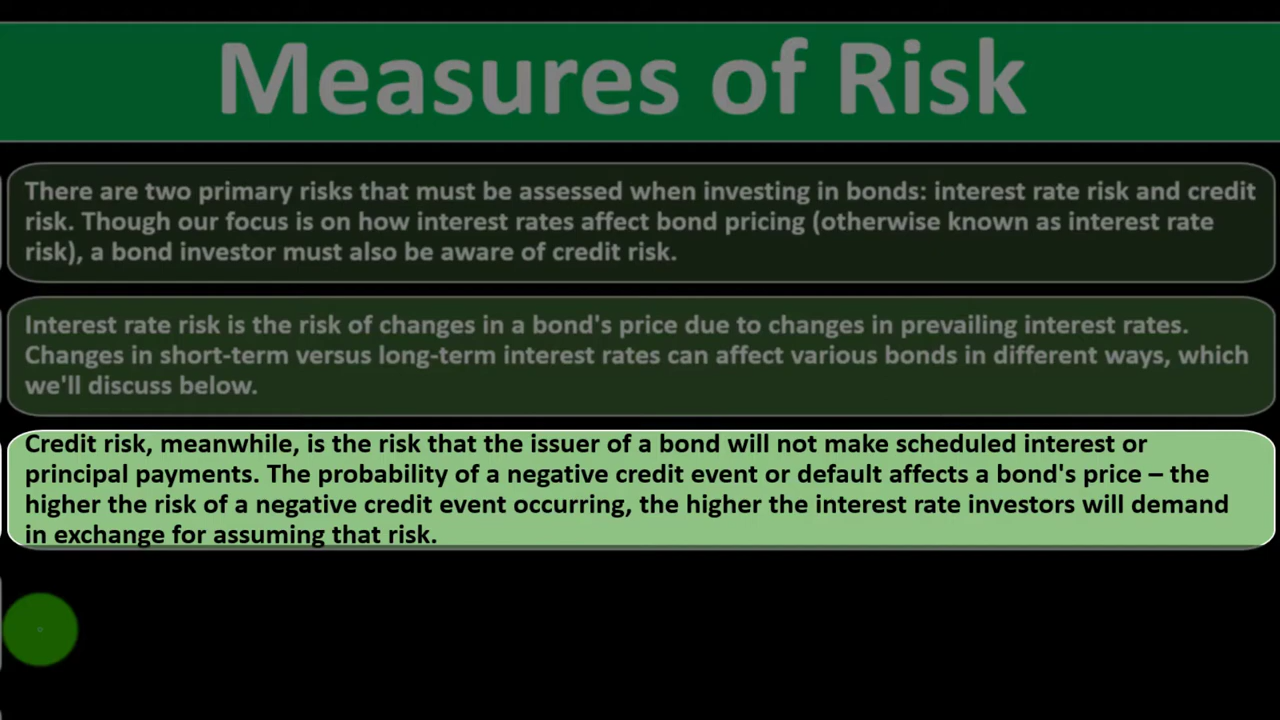 Measures of Risk
There are two primary risks that must be assessed when investing in bonds: interest rate risk and credit
risk. Though our focus is on how interest rates affect bond pricing (otherwise known as interest rate
risk), a bond investor must also be aware of credit risk.
Interest rate risk is the risk of changes in a bond's price due to changes in prevailing interest rates.
Changes in short-term versus long-term interest rates can affect various bonds in different ways, which
we'll discuss below.
Credit risk, meanwhile, is the risk that the issuer of a bond will not make scheduled interest or
principal payments. The probability of a negative credit event or default affects a bond's price – the
higher the risk of a negative credit event occurring, the higher the interest rate investors will demand
in exchange for assuming that risk.